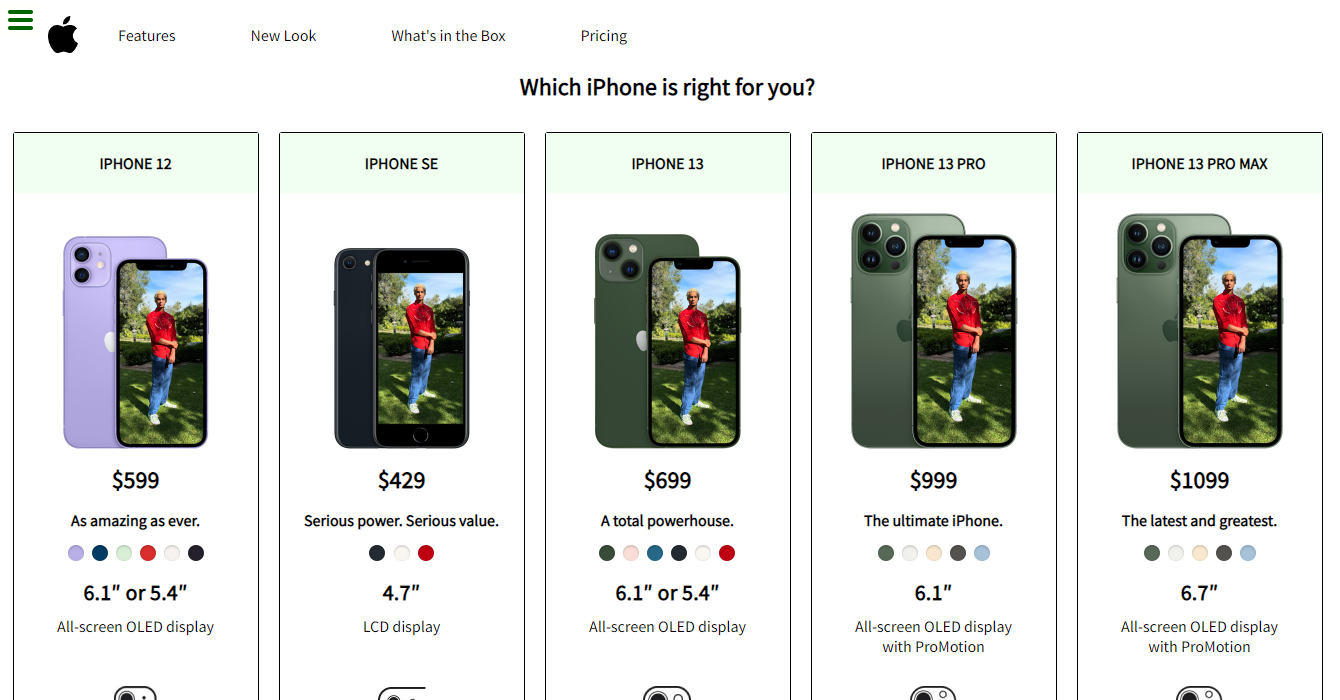 Features
New Look
What's in the Box
Pricing
Which iPhone is right for you?
IPHONE 12
$599
As amazing as ever.
6.1″ or 5.4″
All-screen OLED display
IPHONE SE
$429
Serious power. Serious value.
4.7″
LCD display
IPHONE 13
$699
A total powerhouse.
6.1″ or 5.4″
All-screen OLED display
IPHONE 13 PRO
$999
The ultimate iPhone.
6.1″
All-screen OLED display
with ProMotion
IPHONE 13 PRO MAX
$1099
The latest and greatest.
6.7″
All-screen OLED display
with ProMotion